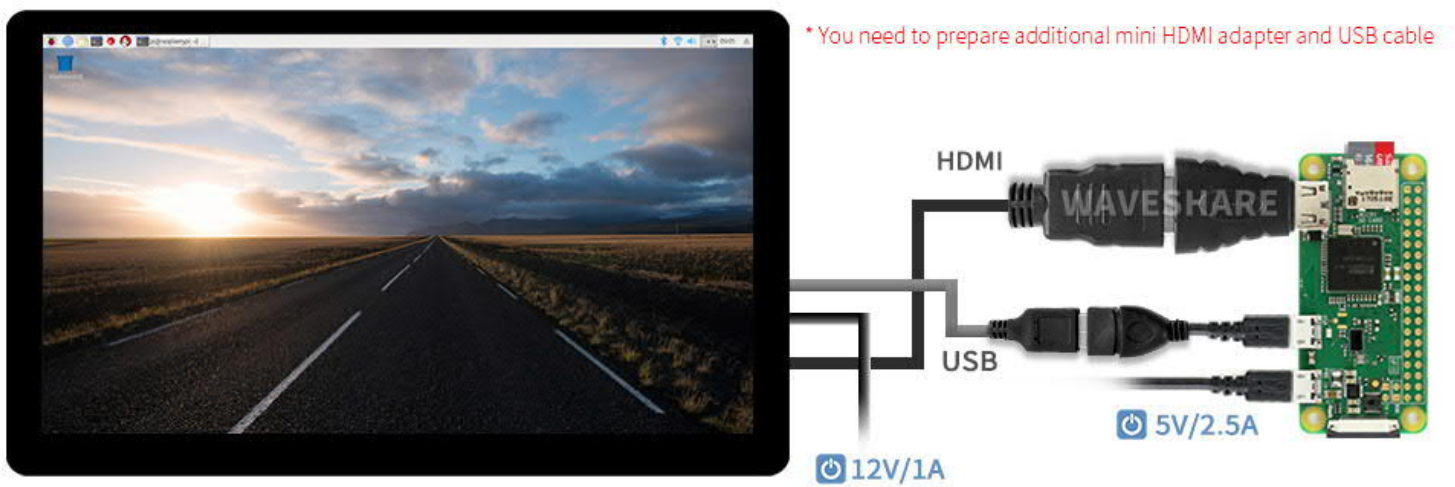 * You need to prepare additional mini HDMI adapter and USB cable
HDMI
WAVESHARE
USB
5V/2.5A
12V/1A